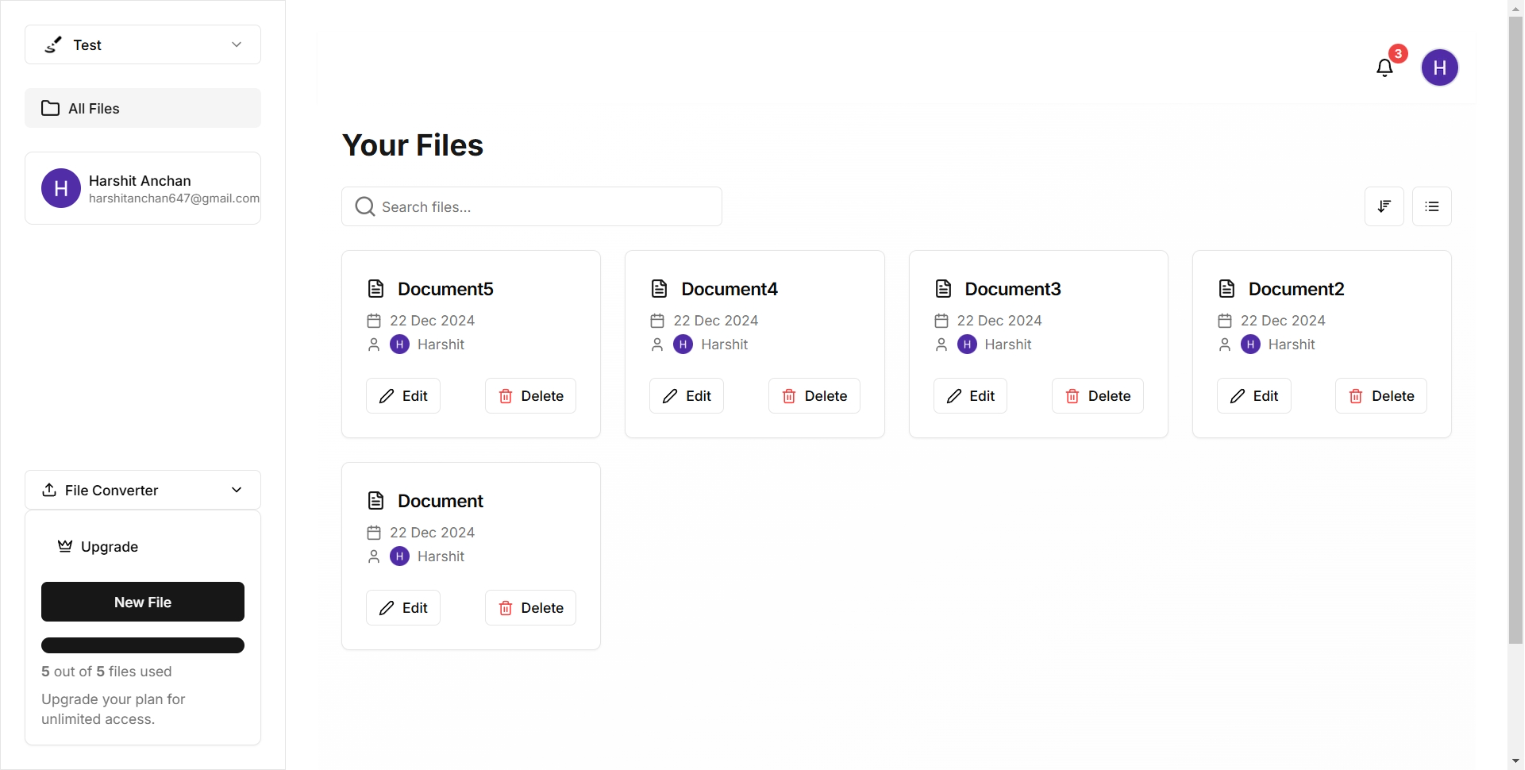 Test
All Files
H
Harshit Anchan
harshitanchan647@gmail.com
File Converter
Upgrade
New File
5 out of 5 files used
Upgrade your plan for
unlimited access.
3
H
Your Files
Search files...
Document5
22 Dec 2024
H Harshit
Edit Delete
Document4
22 Dec 2024
H Harshit
Edit Delete
Document3
22 Dec 2024
H Harshit
Edit Delete
Document2
22 Dec 2024
H Harshit
Edit Delete
Document
22 Dec 2024
H Harshit
Edit Delete